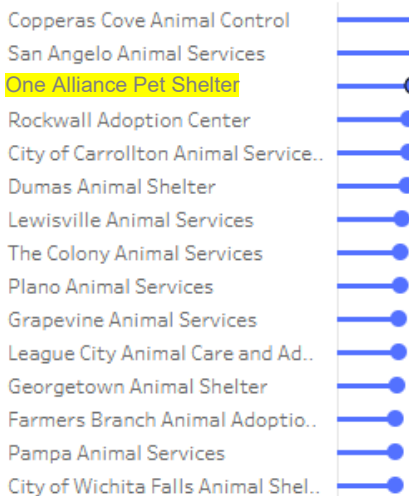 Copperas Cove Animal Control
San Angelo Animal Services
One Alliance Pet Shelter
Rockwall Adoption Center
City of Carrollton Animal Service..
Dumas Animal Shelter
Lewisville Animal Services
The Colony Animal Services
Plano Animal Services
Grapevine Animal Services
League City Animal Care and Ad..
Georgetown Animal Shelter
Farmers Branch Animal Adoptio..
Pampa Animal Services
City of Wichita Falls Animal Shel..